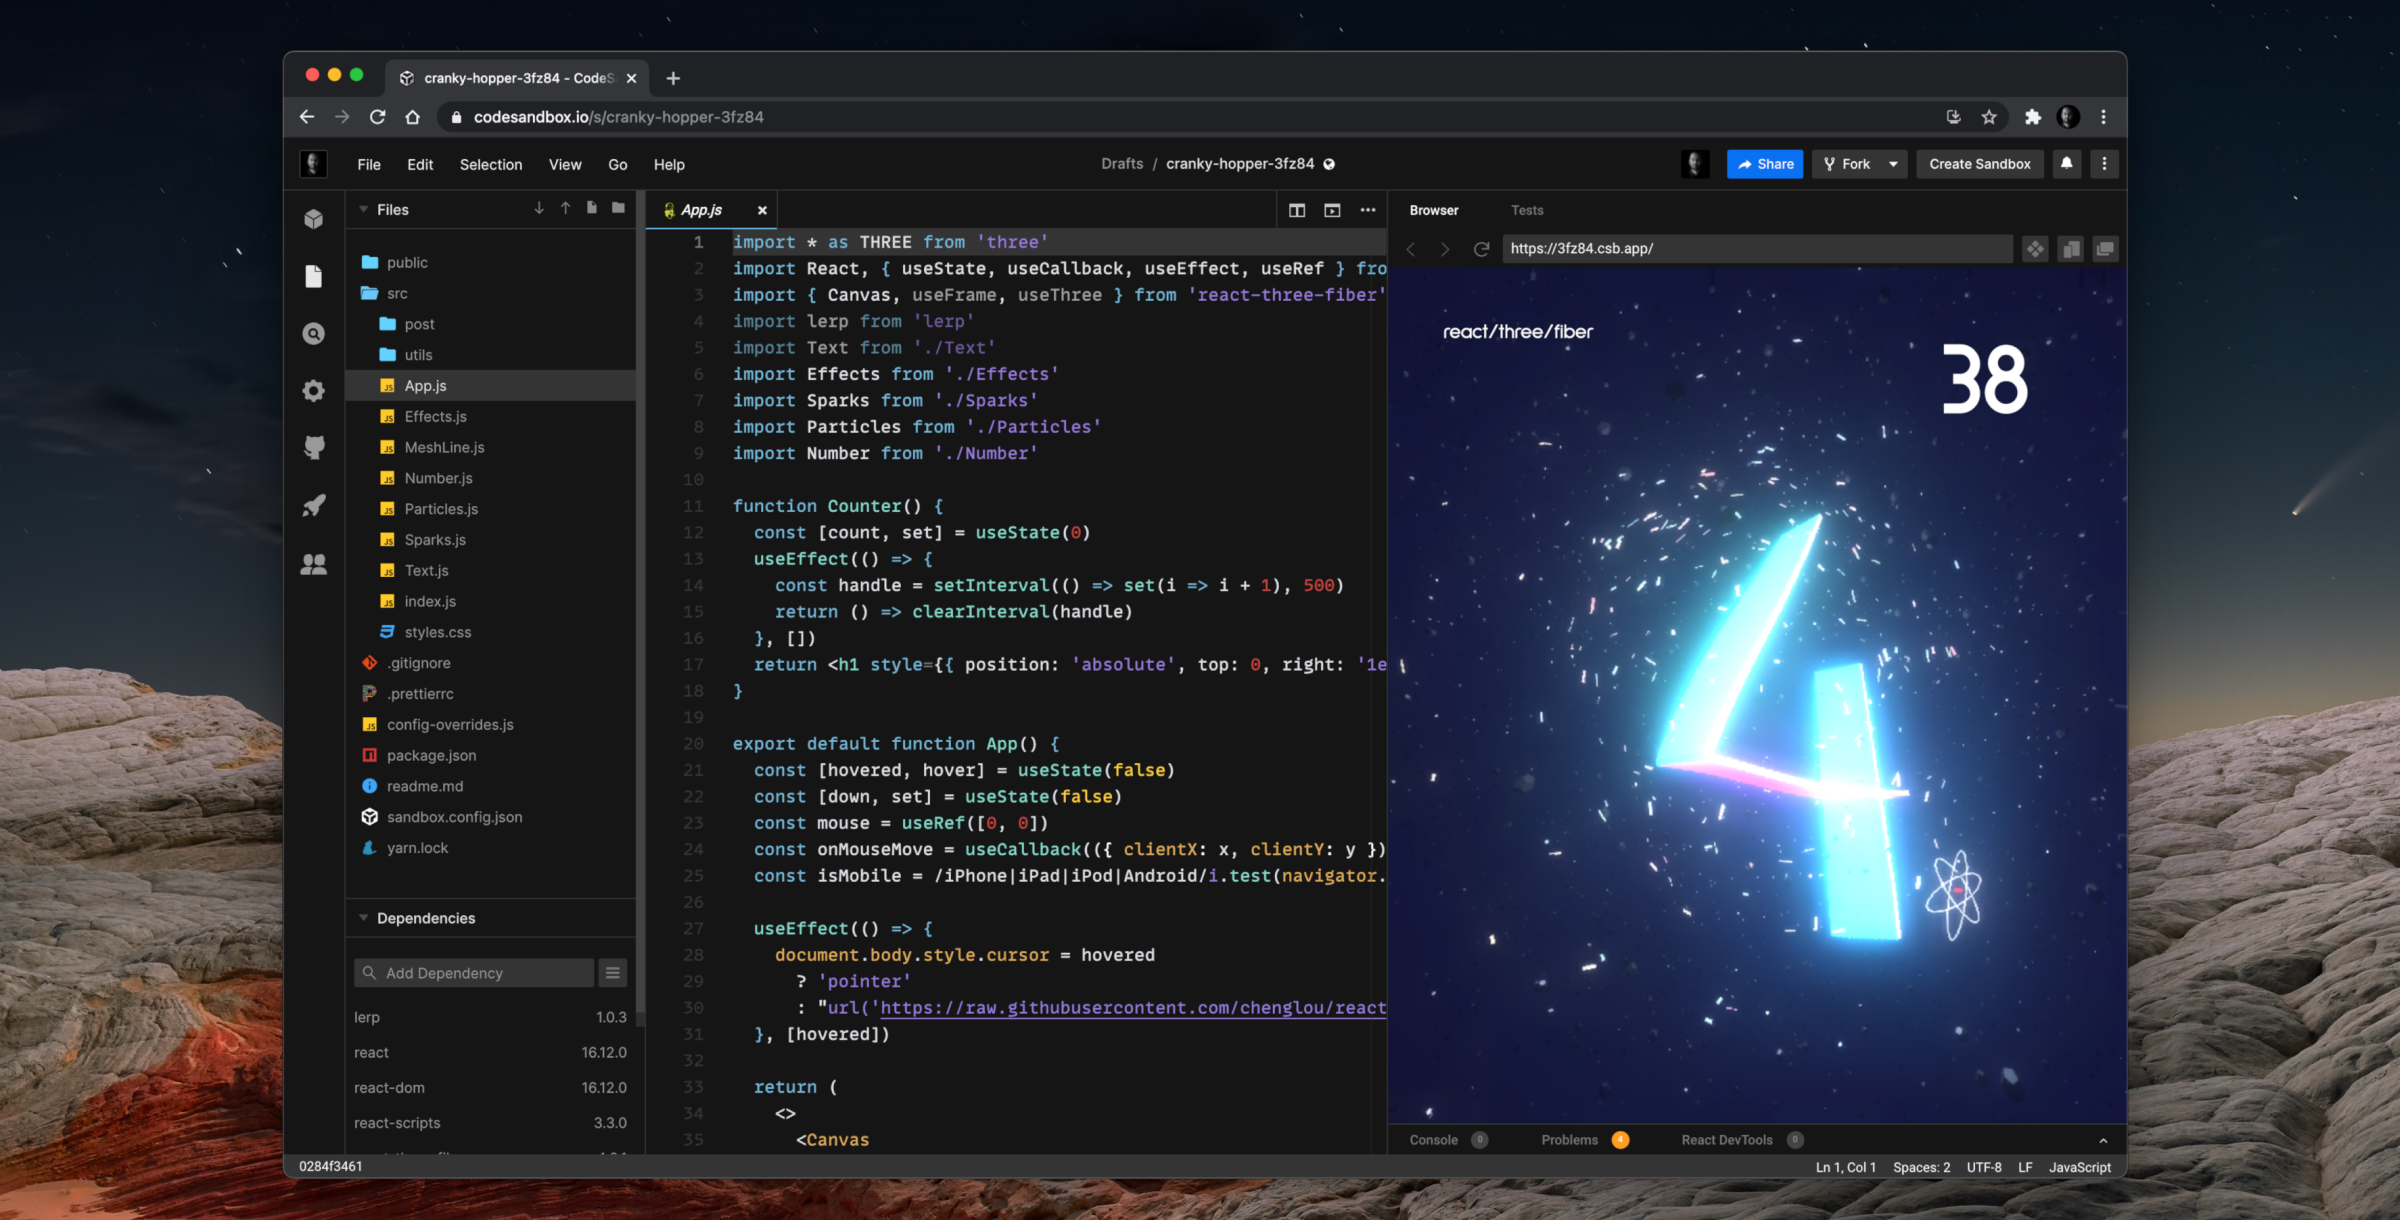 cranky-hopper-3fz84 - CodeS
codesandbox.io/s/cranky-hopper-3fz84
File Edit Selection View Go Help
Drafts / cranky-hopper-3fz84
Share Fork Create Sandbox
Files
public
src
post
utils
App.js
Effects.js
MeshLine.js
Number.js
Particles.js
Sparks.js
Text.js
index.js
styles.css
.gitignore
.prettierrc
config-overrides.js
package.json
readme.md
sandbox.config.json
yarn.lock
Dependencies
Add Dependency
lerp 1.0.3
react 16.12.0
react-dom 16.12.0
react-scripts 3.3.0
0284f3461
App.js
1 import * as THREE from 'three'
2 import React, { useState, useCallback, useEffect, useRef } fro
3 import { Canvas, useFrame, useThree } from 'react-three-fiber'
4 import lerp from 'lerp'
5 import Text from './Text'
6 import Effects from './Effects'
7 import Sparks from './Sparks'
8 import Particles from './Particles'
9 import Number from './Number'
10
11 function Counter() {
12 const [count, set] = useState(0)
13 useEffect(() => {
14 const handle = setInterval(() => set(i => i + 1), 500)
15 return () => clearInterval(handle)
16 }, [])
17 return <h1 style={{ position: 'absolute', top: 0, right: '1e
18 }
19
20 export default function App() {
21 const [hovered, hover] = useState(false)
22 const [down, set] = useState(false)
23 const mouse = useRef([0, 0])
24 const onMouseMove = useCallback(({ clientX: x, clientY: y })
25 const isMobile = /iPhone|iPad|iPod|Android/i.test(navigator.
26
27 useEffect(() => {
28 document.body.style.cursor = hovered
29 ? 'pointer'
30 : "url('https://raw.githubusercontent.com/chenglou/react
31 }, [hovered])
32
33 return (
34 <>
35 <Canvas
Browser Tests
https://3fz84.csb.app/
react/three/fiber
38
4
Console 0 Problems 4 React DevTools 0
Ln 1, Col 1 Spaces: 2 UTF-8 LF JavaScript